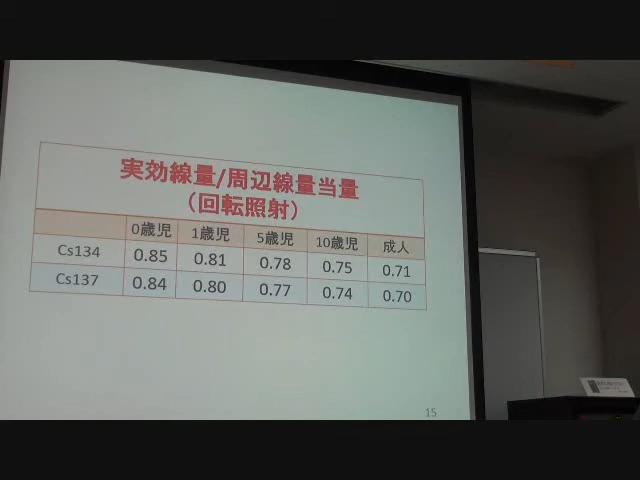 実効線量/周辺線量当量
（回転照射）
0歳児 1歳児 5歳児 10歳児 成人
Cs134 0.85 0.81 0.78 0.75 0.71
Cs137 0.84 0.80 0.77 0.74 0.70
15